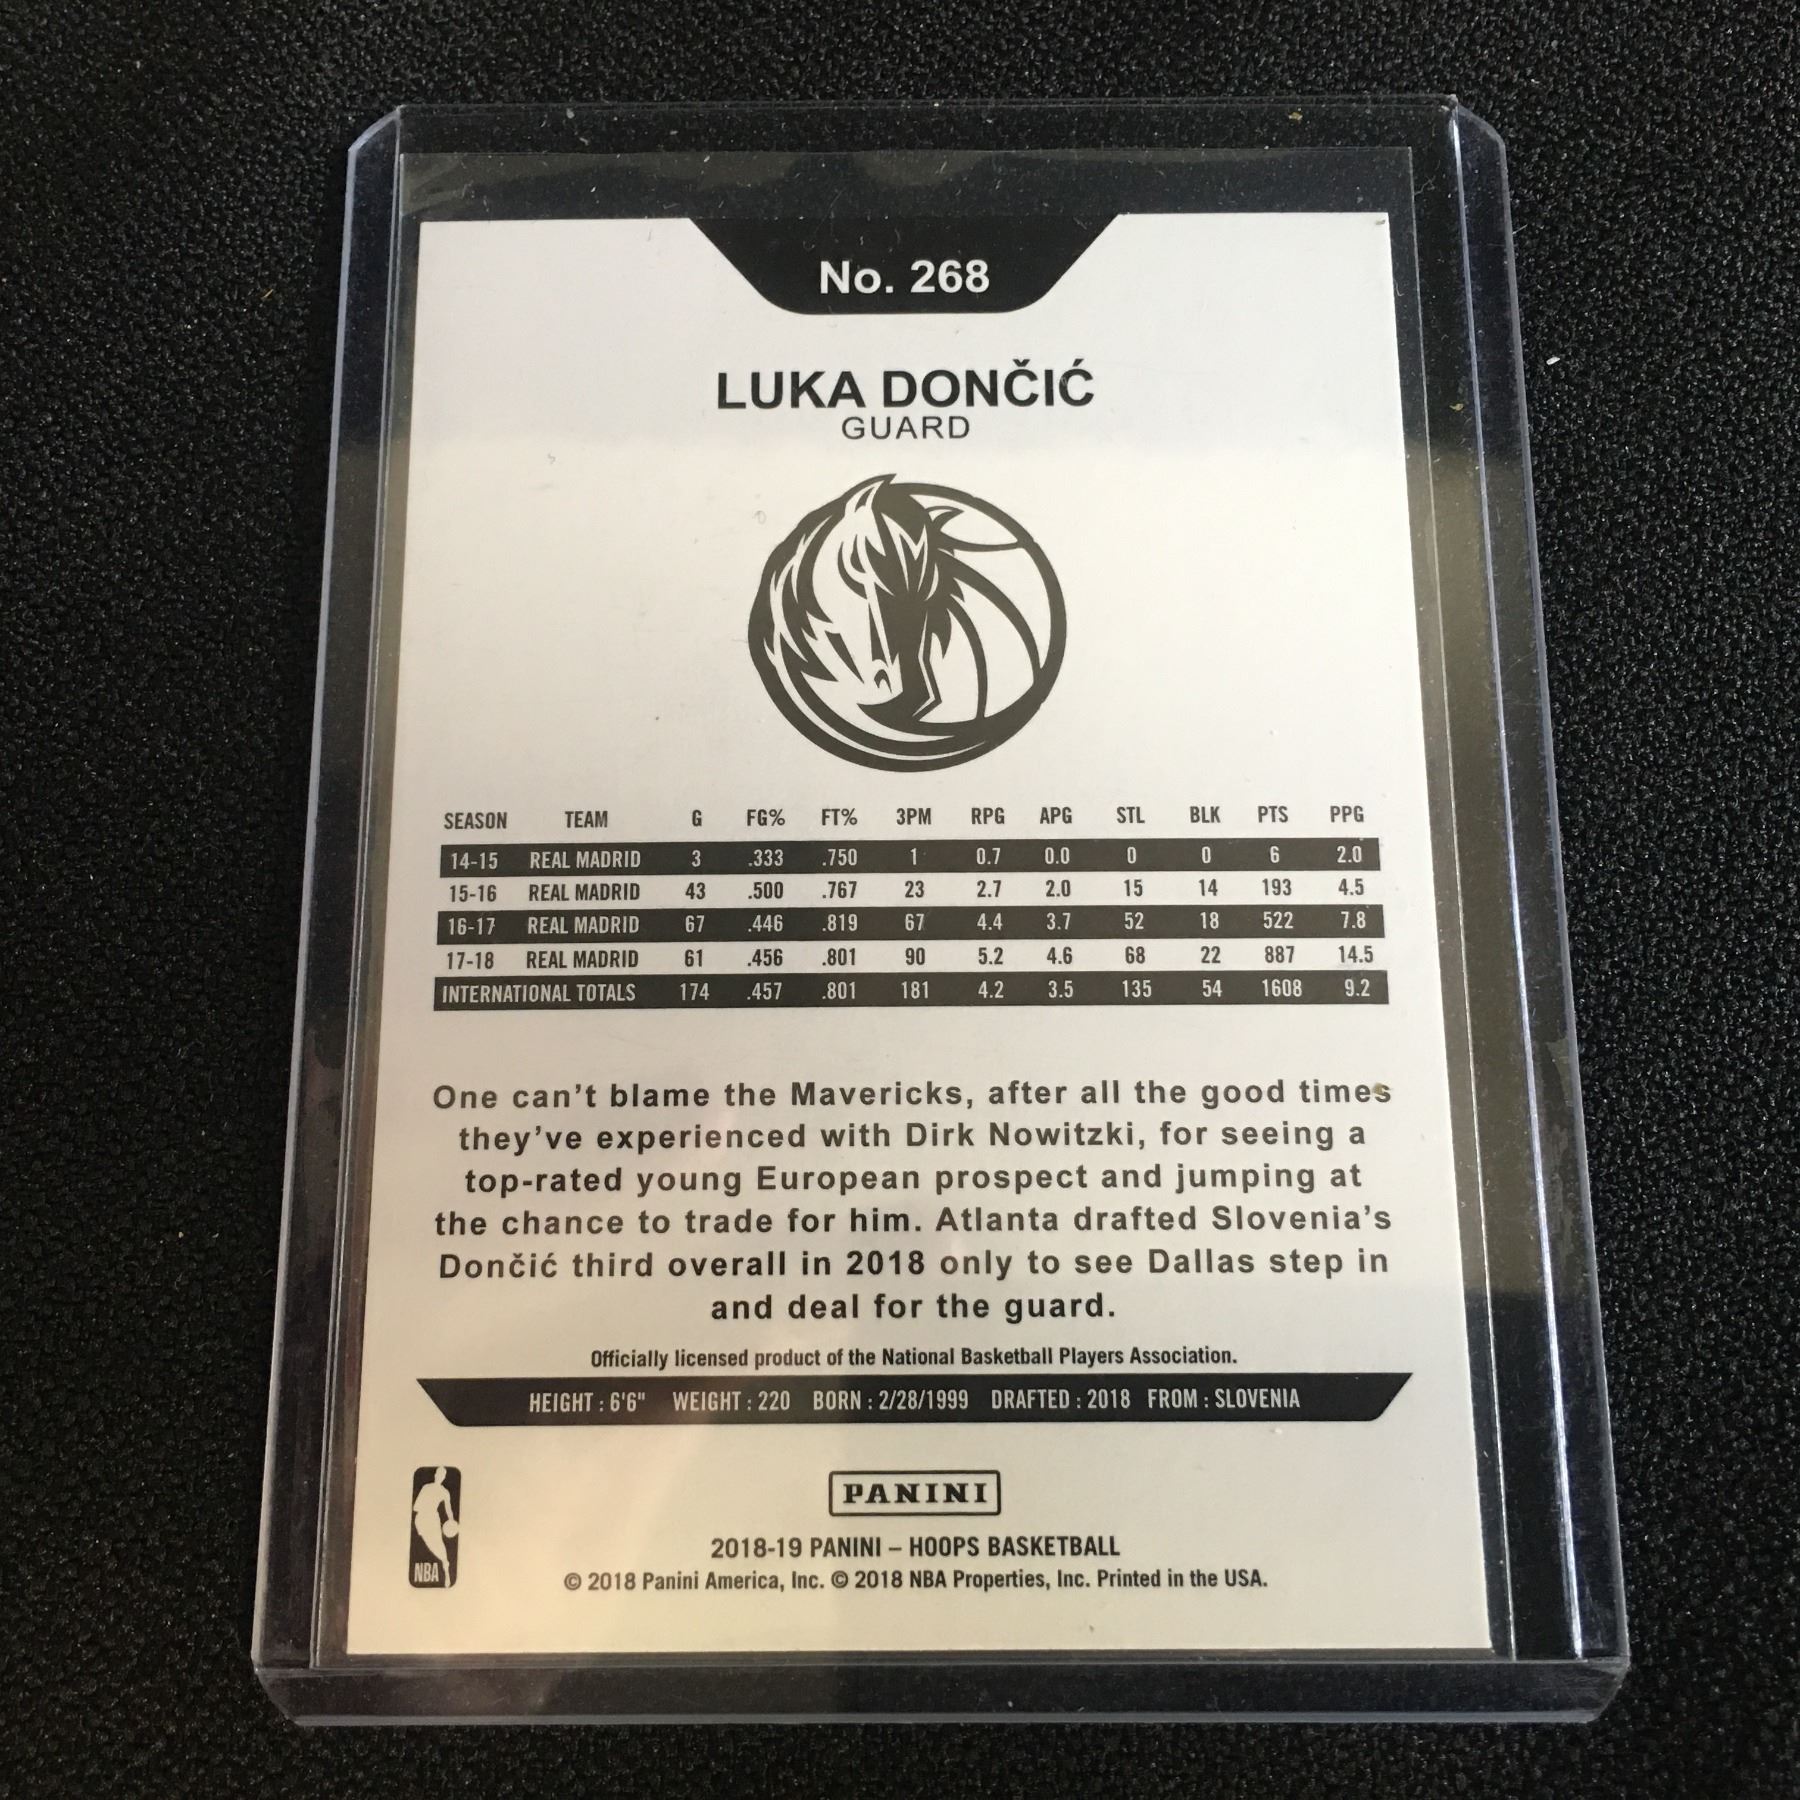 No. 268
LUKA DONČIĆ
GUARD
SEASON TEAM G FG% FT% 3PM RPG APG STL BLK PTS PPG
14-15 REAL MADRID 3 .333 .750 1 0.7 0.0 0 0 6 2.0
15-16 REAL MADRID 43 .500 .767 23 2.7 2.0 15 14 193 4.5
16-17 REAL MADRID 67 .446 .819 67 4.4 3.7 52 18 522 7.8
17-18 REAL MADRID 61 .456 .801 90 5.2 4.6 68 22 887 14.5
INTERNATIONAL TOTALS 174 .457 .801 181 4.2 3.5 135 54 1608 9.2
One can't blame the Mavericks, after all the good times
they've experienced with Dirk Nowitzki, for seeing a
top-rated young European prospect and jumping at
the chance to trade for him. Atlanta drafted Slovenia's
Dončić third overall in 2018 only to see Dallas step in
and deal for the guard.
Officially licensed product of the National Basketball Players Association.
HEIGHT : 6'6" WEIGHT : 220 BORN : 2/28/1999 DRAFTED : 2018 FROM : SLOVENIA
NBA
PANINI
2018-19 PANINI – HOOPS BASKETBALL
© 2018 Panini America, Inc. © 2018 NBA Properties, Inc. Printed in the USA.